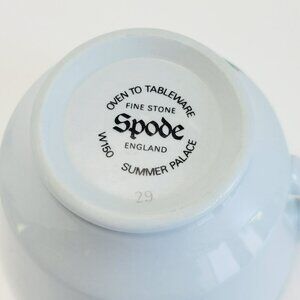 OVEN TO TABLEWARE
FINE STONE
Spode
ENGLAND
W150 SUMMER PALACE
29